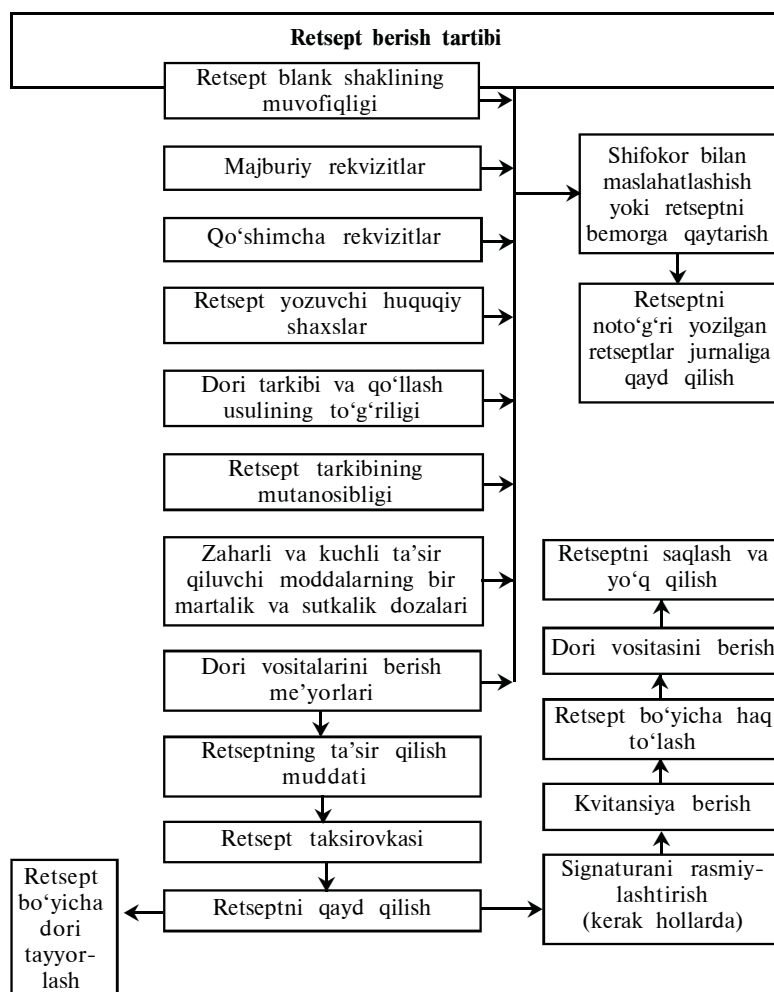 Retsept berish tartibi
Retsept blank shaklining
muvofiqligi
Majburiy rekvizitlar
Qo‘shimcha rekvizitlar
Retsept yozuvchi huquqiy
shaxslar
Dori tarkibi va qo‘llash
usulining to‘g‘riligi
Retsept tarkibining
mutanosibligi
Zaharli va kuchli ta’sir
qiluvchi moddalarning bir
martalik va sutkalik dozalari
Dori vositalarini berish
me’yorlari
Retseptning ta’sir qilish
muddati
Retsept taksirovkasi
Retseptni qayd qilish
Retsept
bo‘yicha
dori
tayyor-
lash
Shifokor bilan
maslahatlashish
yoki retseptni
bemorga qaytarish
Retseptni
noto‘g‘ri yozilgan
retseptlar jurnaliga
qayd qilish
Retseptni saqlash va
yo‘q qilish
Dori vositasini berish
Retsept bo‘yicha haq
to‘lash
Kvitansiya berish
Signaturani rasmiy-
lashtirish
(kerak hollarda)